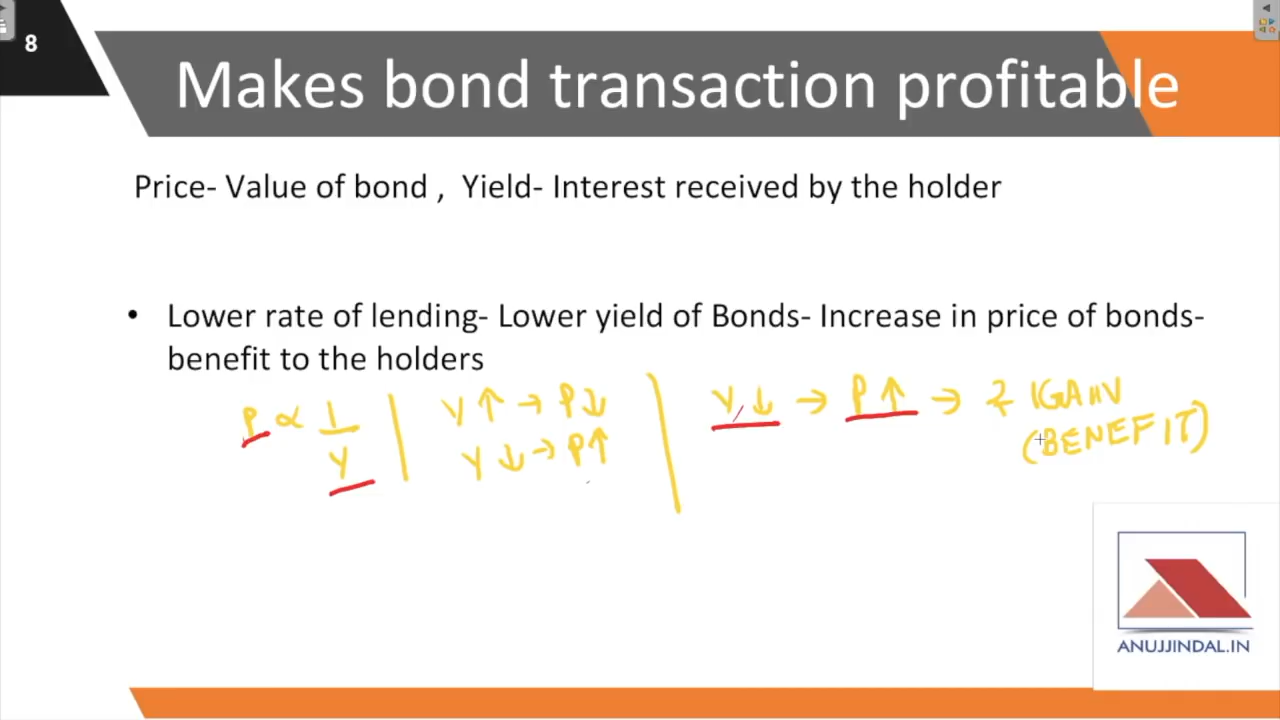 8
Makes bond transaction profitable
Price- Value of bond , Yield- Interest received by the holder
• Lower rate of lending- Lower yield of Bonds- Increase in price of bonds-
benefit to the holders
P ∝ 1/Y
Y ↑ → P ↓
Y ↓ → P ↑
Y ↓ → P ↑ →
(BENEFIT)
ANUJJINDAL.IN